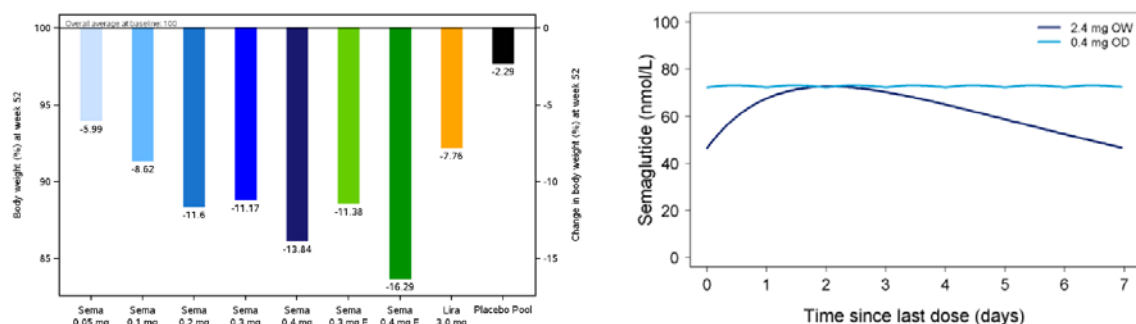 Overall average at baseline: 100
100
95
90
85
Body weight (%) at week 52
0
-5
-10
-15
Change in body weight (%) at week 52
-5.99
-8.62
-11.6
-11.17
-13.84
-11.38
-16.29
-7.76
-2.29
Sema Sema Sema Sema Sema Sema Sema Lira Placebo Pool
0.05 mg 0.1 mg 0.2 mg 0.3 mg 0.4 mg 0.3 mg F 0.4 mg F 3.0 mg
2.4 mg OW
0.4 mg OD
Semaglutide (nmol/L)
100
80
60
40
20
0
0 1 2 3 4 5 6 7
Time since last dose (days)